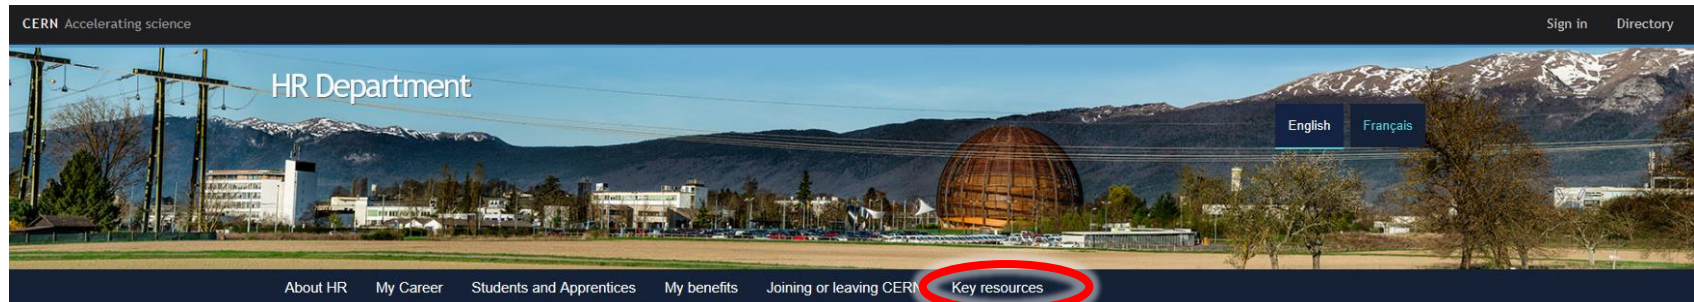 CERN Accelerating science Sign in Directory
HR Department
English Français
About HR My Career Students and Apprentices My benefits Joining or leaving CERN Key resources